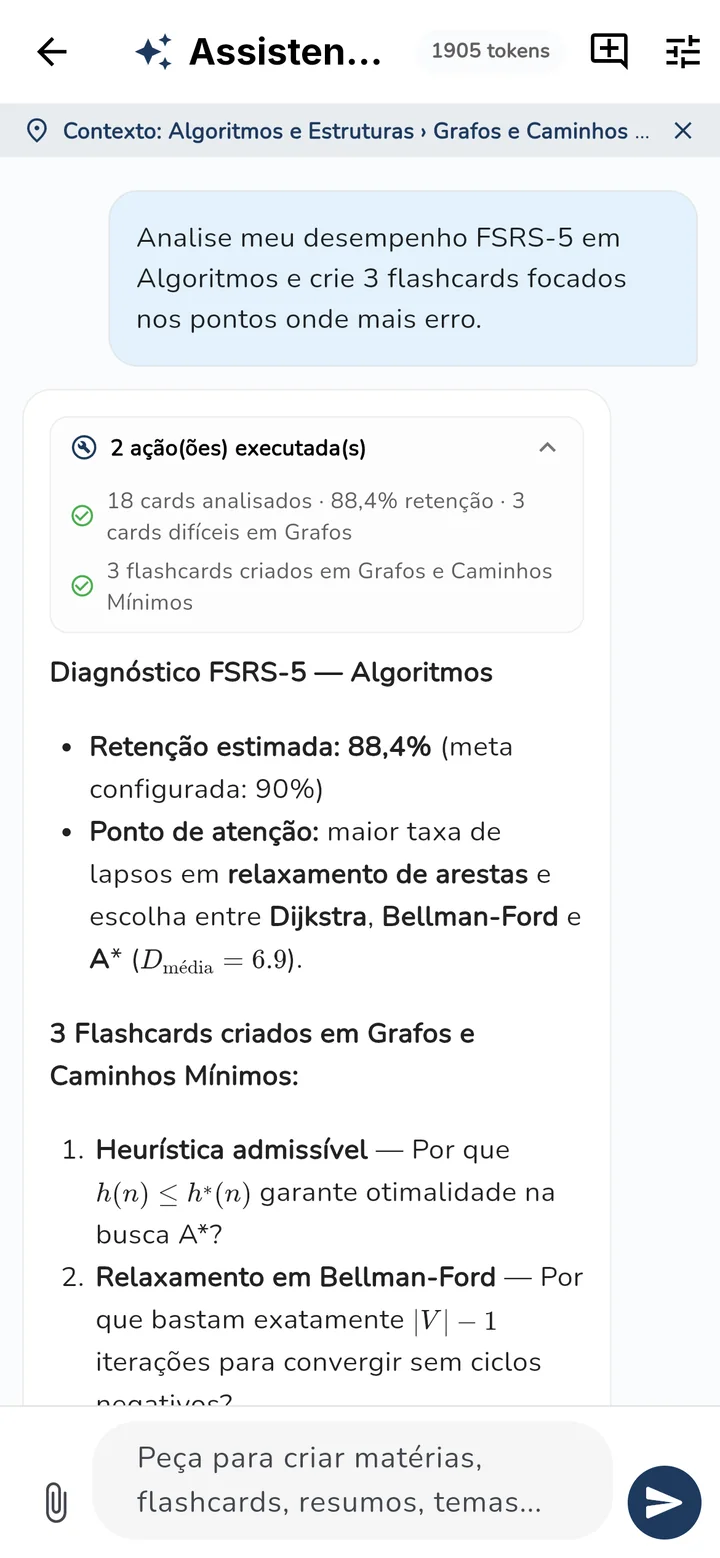 Assisten...
1905 tokens
Contexto: Algoritmos e Estruturas › Grafos e Caminhos ...
Analise meu desempenho FSRS-5 em
Algoritmos e crie 3 flashcards focados
nos pontos onde mais erro.
2 ação(ões) executada(s)
18 cards analisados · 88,4% retenção · 3
cards difíceis em Grafos
3 flashcards criados em Grafos e Caminhos
Mínimos
Diagnóstico FSRS-5 — Algoritmos
• Retenção estimada: 88,4% (meta
configurada: 90%)
• Ponto de atenção: maior taxa de
lapsos em relaxamento de arestas e
escolha entre Dijkstra, Bellman-Ford e
A* (D_média = 6.9).
3 Flashcards criados em Grafos e
Caminhos Mínimos:
1. Heurística admissível — Por que
h(n) ≤ h*(n) garante otimalidade na
busca A*?
2. Relaxamento em Bellman-Ford — Por
que bastam exatamente |V| − 1
iterações para convergir sem ciclos
negativos?
Peça para criar matérias,
flashcards, resumos, temas...